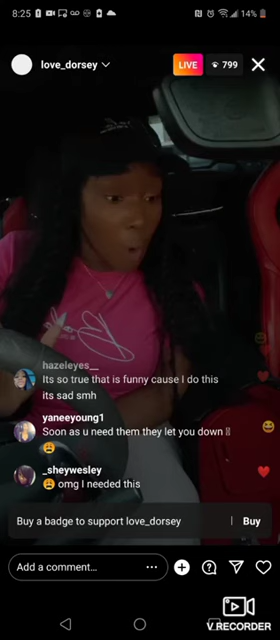 8:25
14%
love_dorsey
LIVE
799
hazeleyes__
Its so true that is funny cause I do this
its sad smh
yaneeyoung1
Soon as u need them they let you down
_sheywesley
omg I needed this
Buy a badge to support love_dorsey
Buy
Add a comment...
V RECORDER